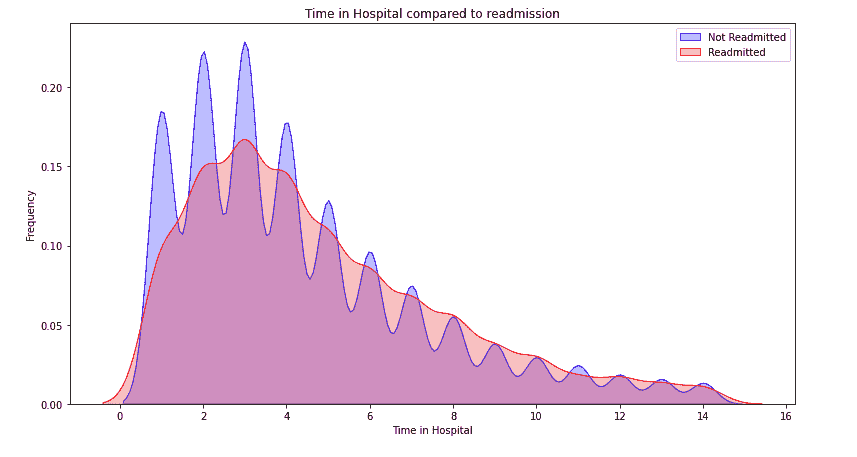 Time in Hospital compared to readmission
Not Readmitted
Readmitted
Frequency
0.20
0.15
0.10
0.05
0.00
0 2 4 6 8 10 12 14 16
Time in Hospital